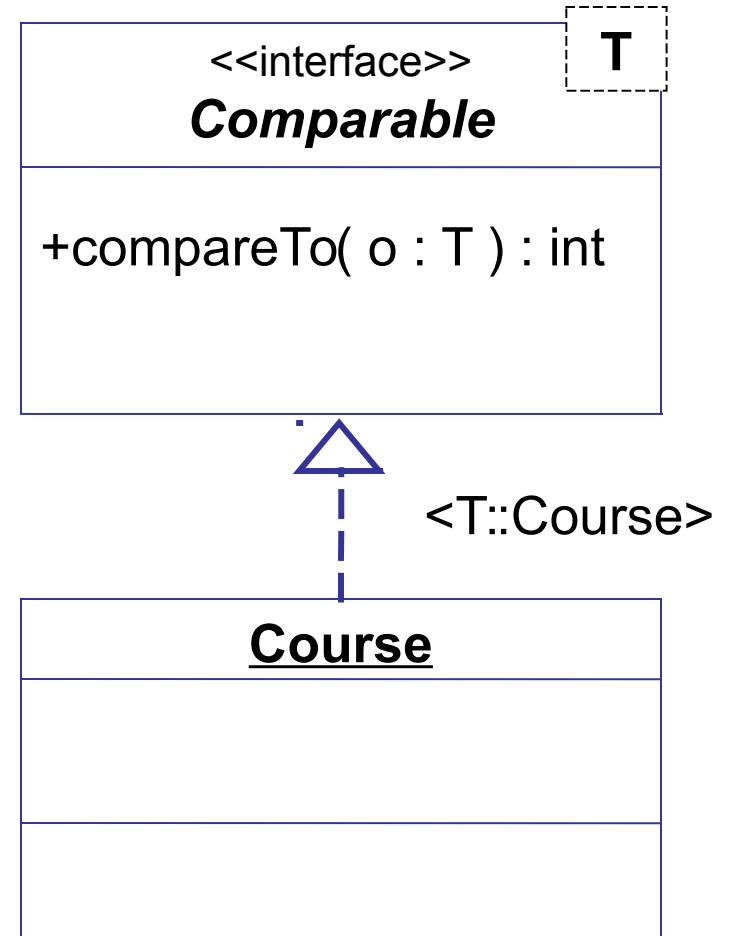 T
<<interface>>
Comparable
+compareTo( o : T ) : int
<T::Course>
Course